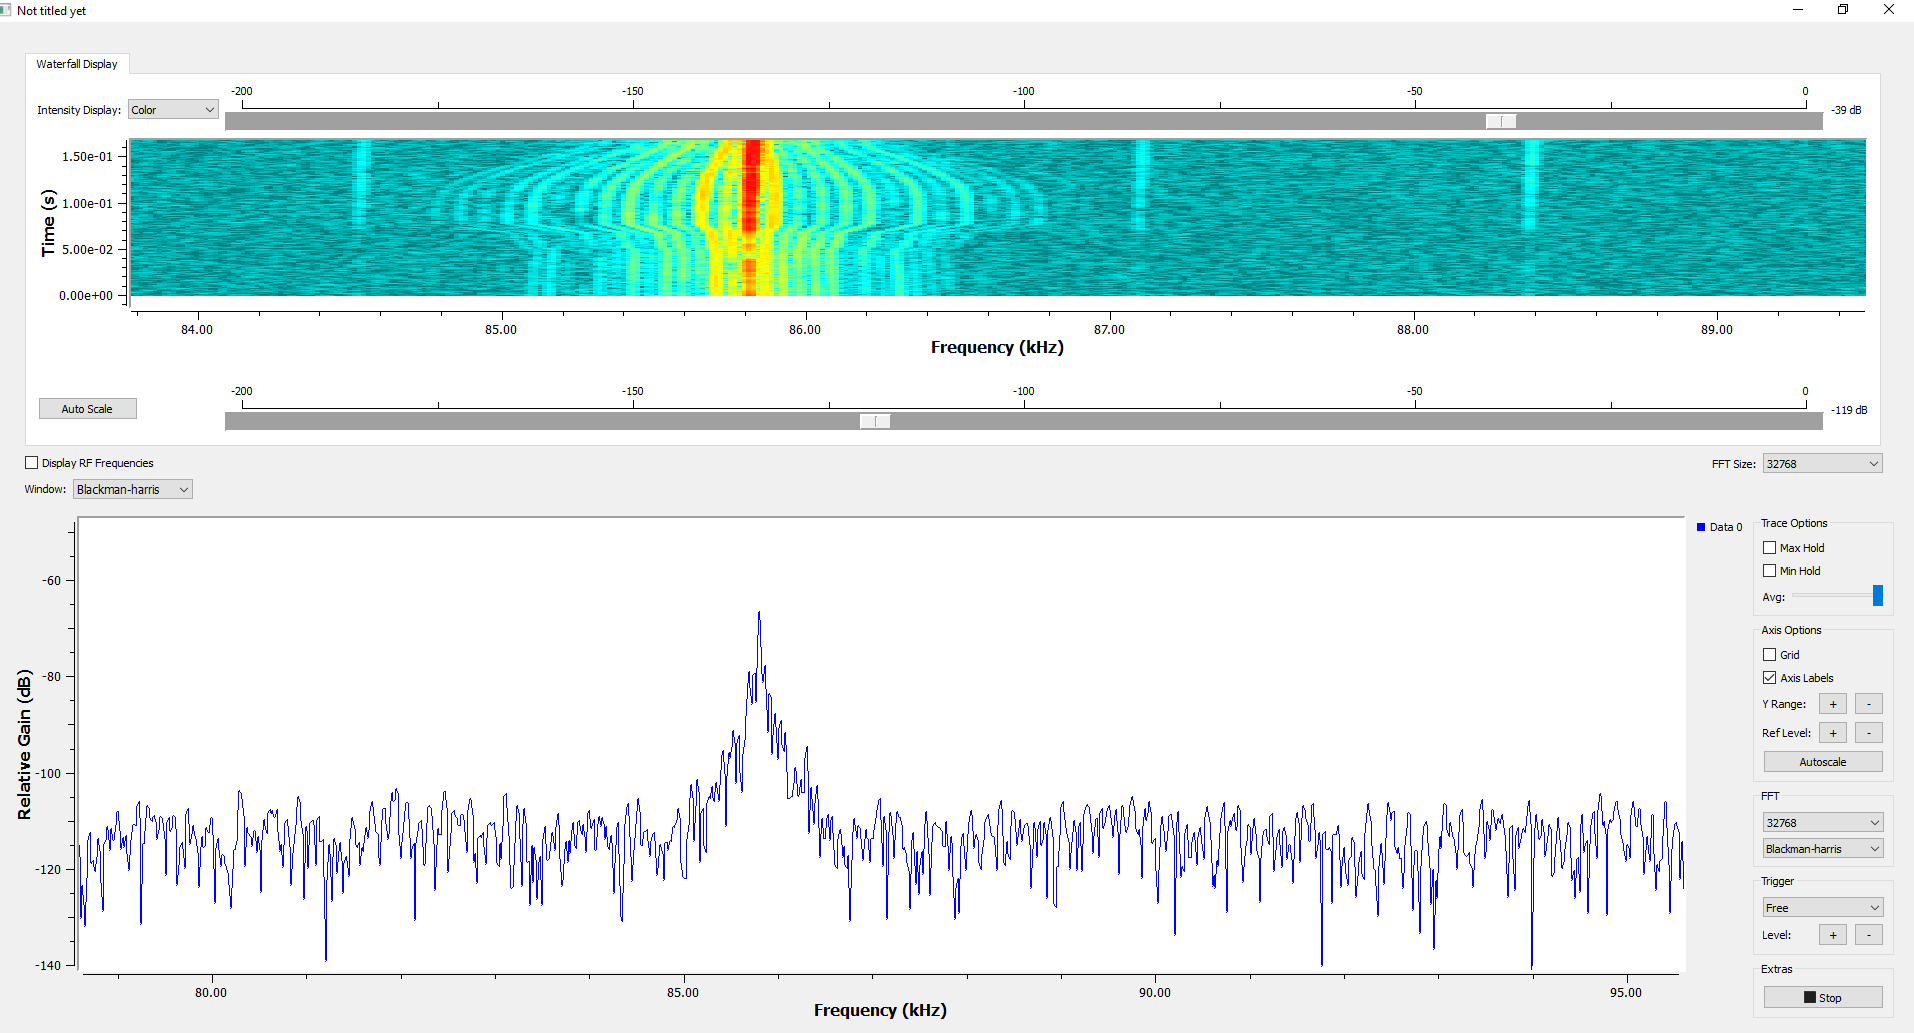 Not titled yet
Waterfall Display
-200 -150 -100 -50 0
Intensity Display: Color -39 dB
1.50e-01
1.00e-01
5.00e-02
0.00e+00
Time (s)
84.00 85.00 86.00 87.00 88.00 89.00
Frequency (kHz)
-200 -150 -100 -50 0
Auto Scale -119 dB
Display RF Frequencies FFT Size: 32768
Window: Blackman-harris
-60
-80
-100
-120
-140
Relative Gain (dB)
80.00 85.00 90.00 95.00
Frequency (kHz)
Data 0
Trace Options
Max Hold
Min Hold
Avg:
Axis Options
Grid
Axis Labels
Y Range: + -
Ref Level: + -
Autoscale
FFT
32768
Blackman-harris
Trigger
Free
Level: + -
Extras
Stop